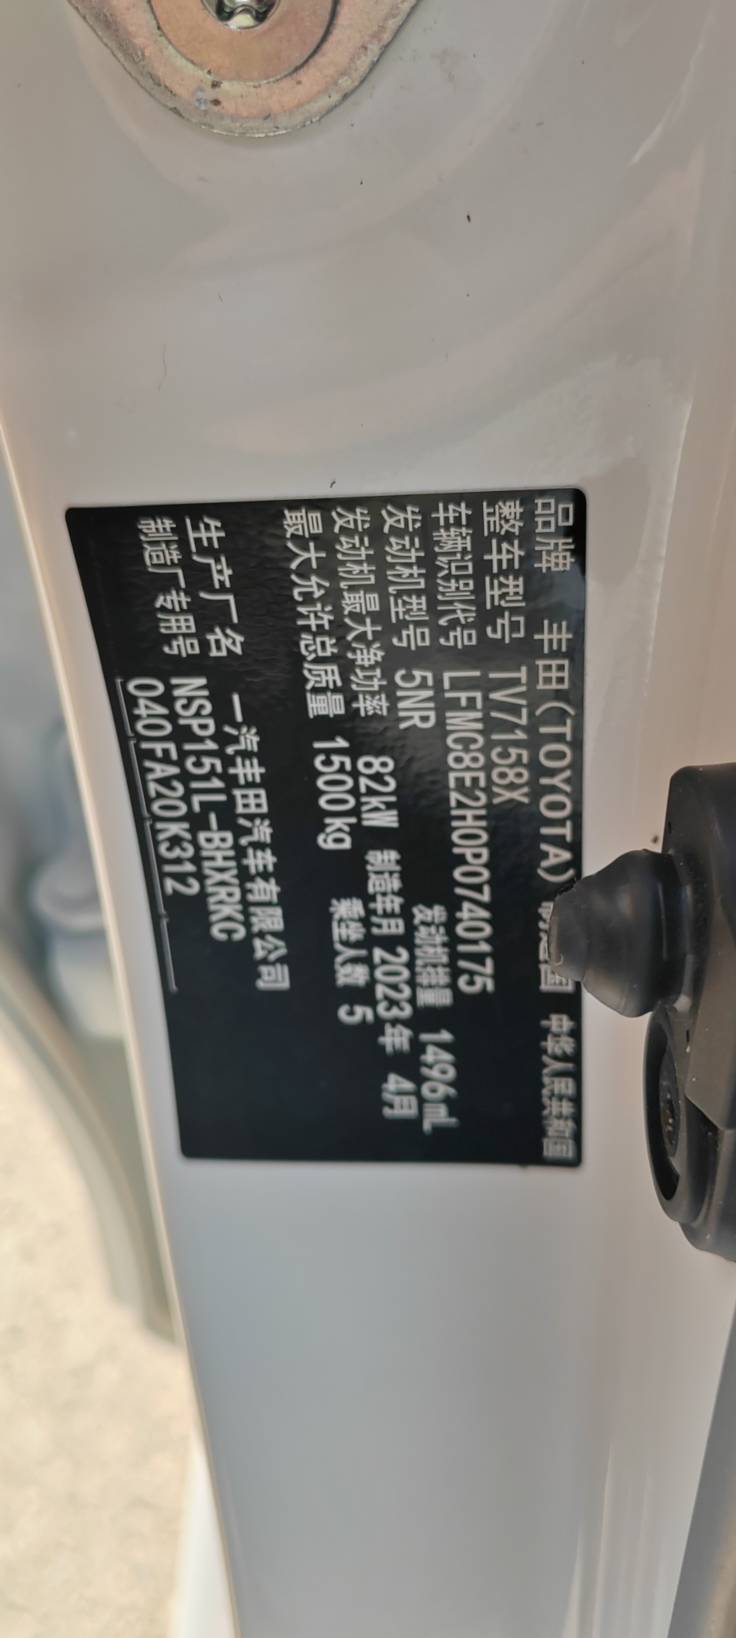 品牌 丰田(TOYOTA) 制造国 中华人民共和国
整车型号 TV7158X
车辆识别代号 LFMC8E2H0P0740175
发动机型号 5NR 发动机排量 1496mL
发动机最大净功率 82kW 制造年月 2023年 4月
最大允许总质量 1500kg 乘坐人数 5
生产厂名 一汽丰田汽车有限公司
制造厂专用号 NSP151L-BHXRKC
040FA20K312